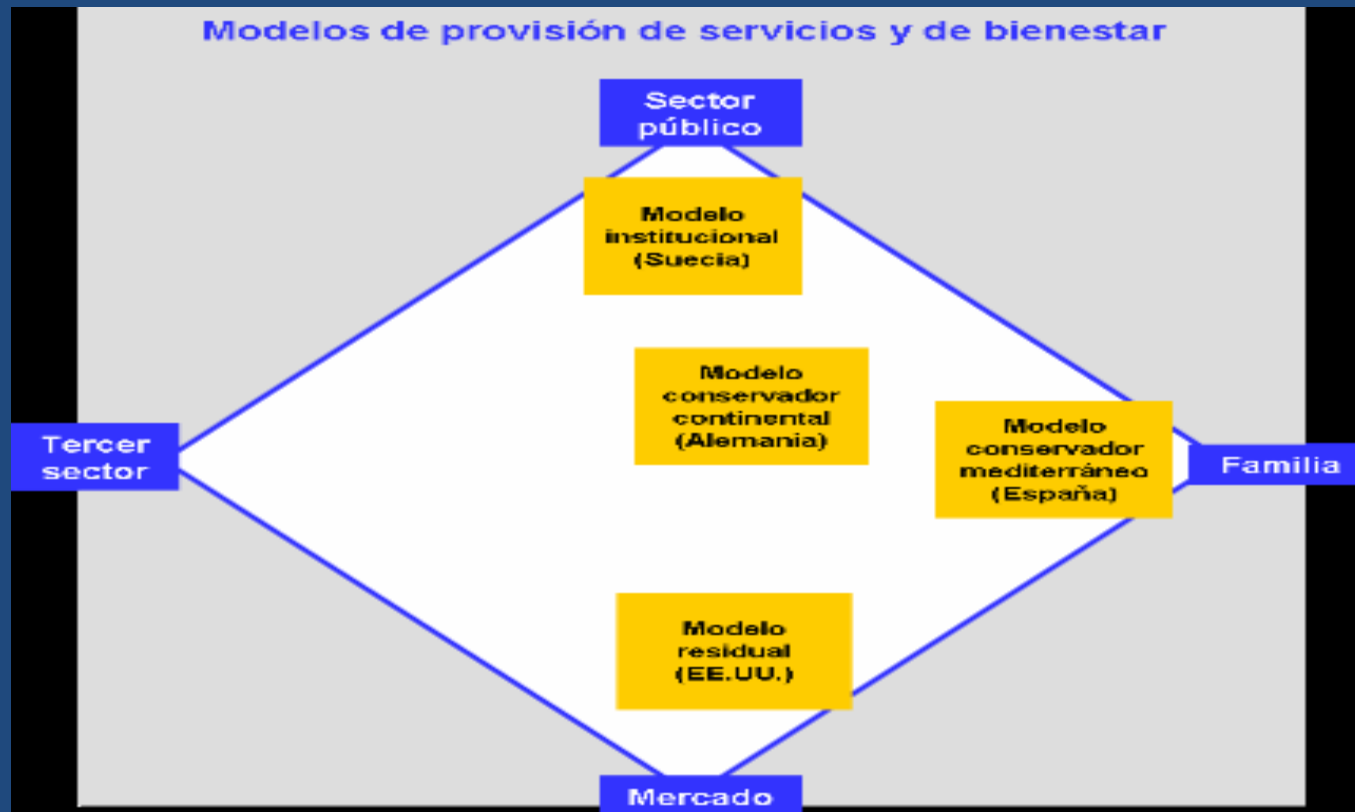 Modelos de provisión de servicios y de bienestar
Sector
público
Modelo
institucional
(Suecia)
Modelo
conservador
continental
(Alemania)
Tercer
sector
Modelo
conservador
mediterráneo
(España)
Familia
Modelo
residual
(EE.UU.)
Mercado